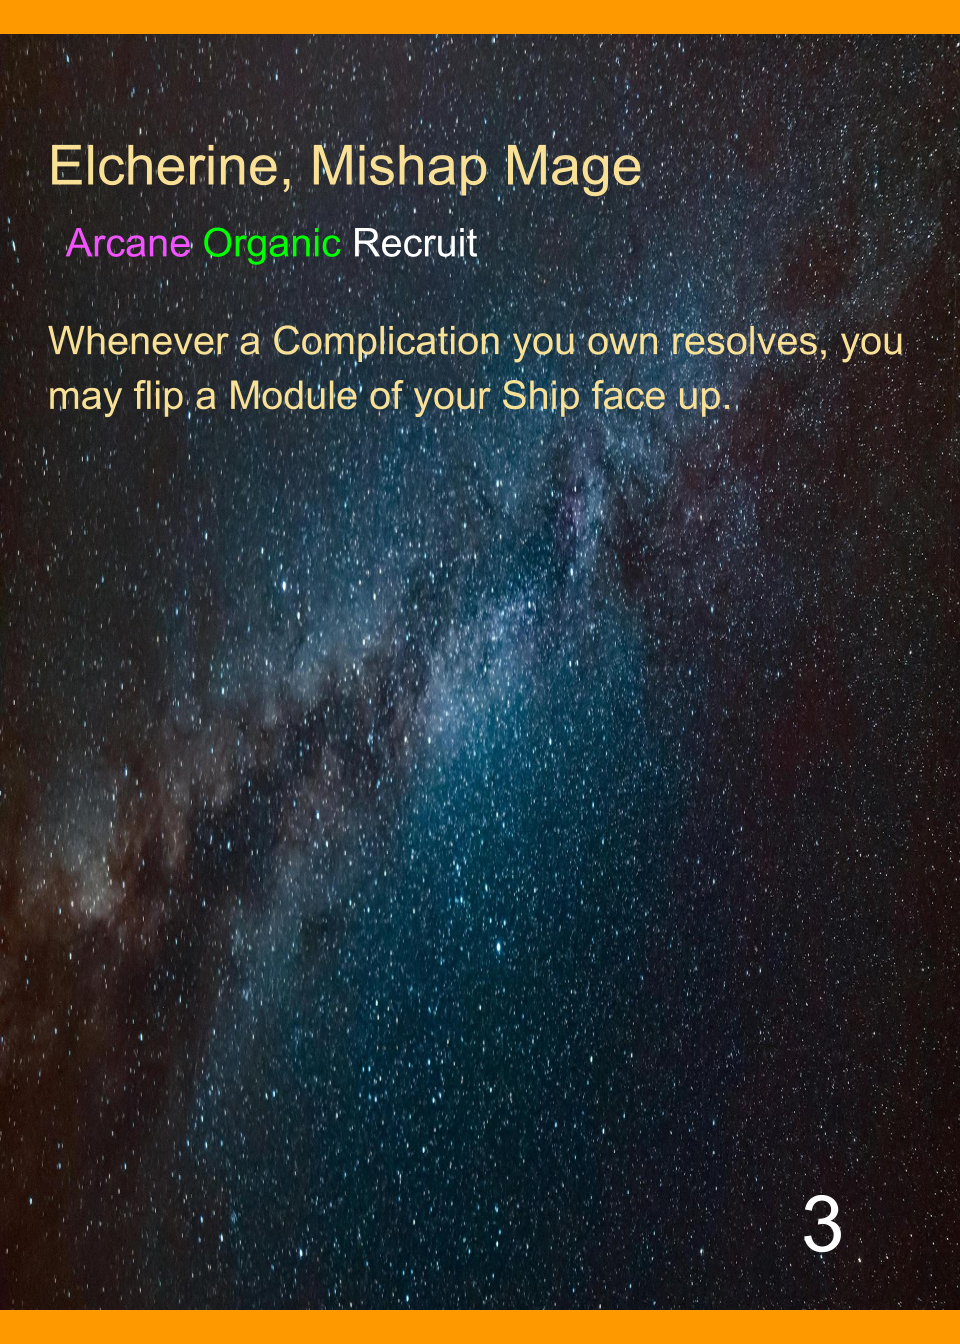 Elcherine, Mishap Mage
Arcane Organic Recruit
Whenever a Complication you own resolves, you
may flip a Module of your Ship face up.
3